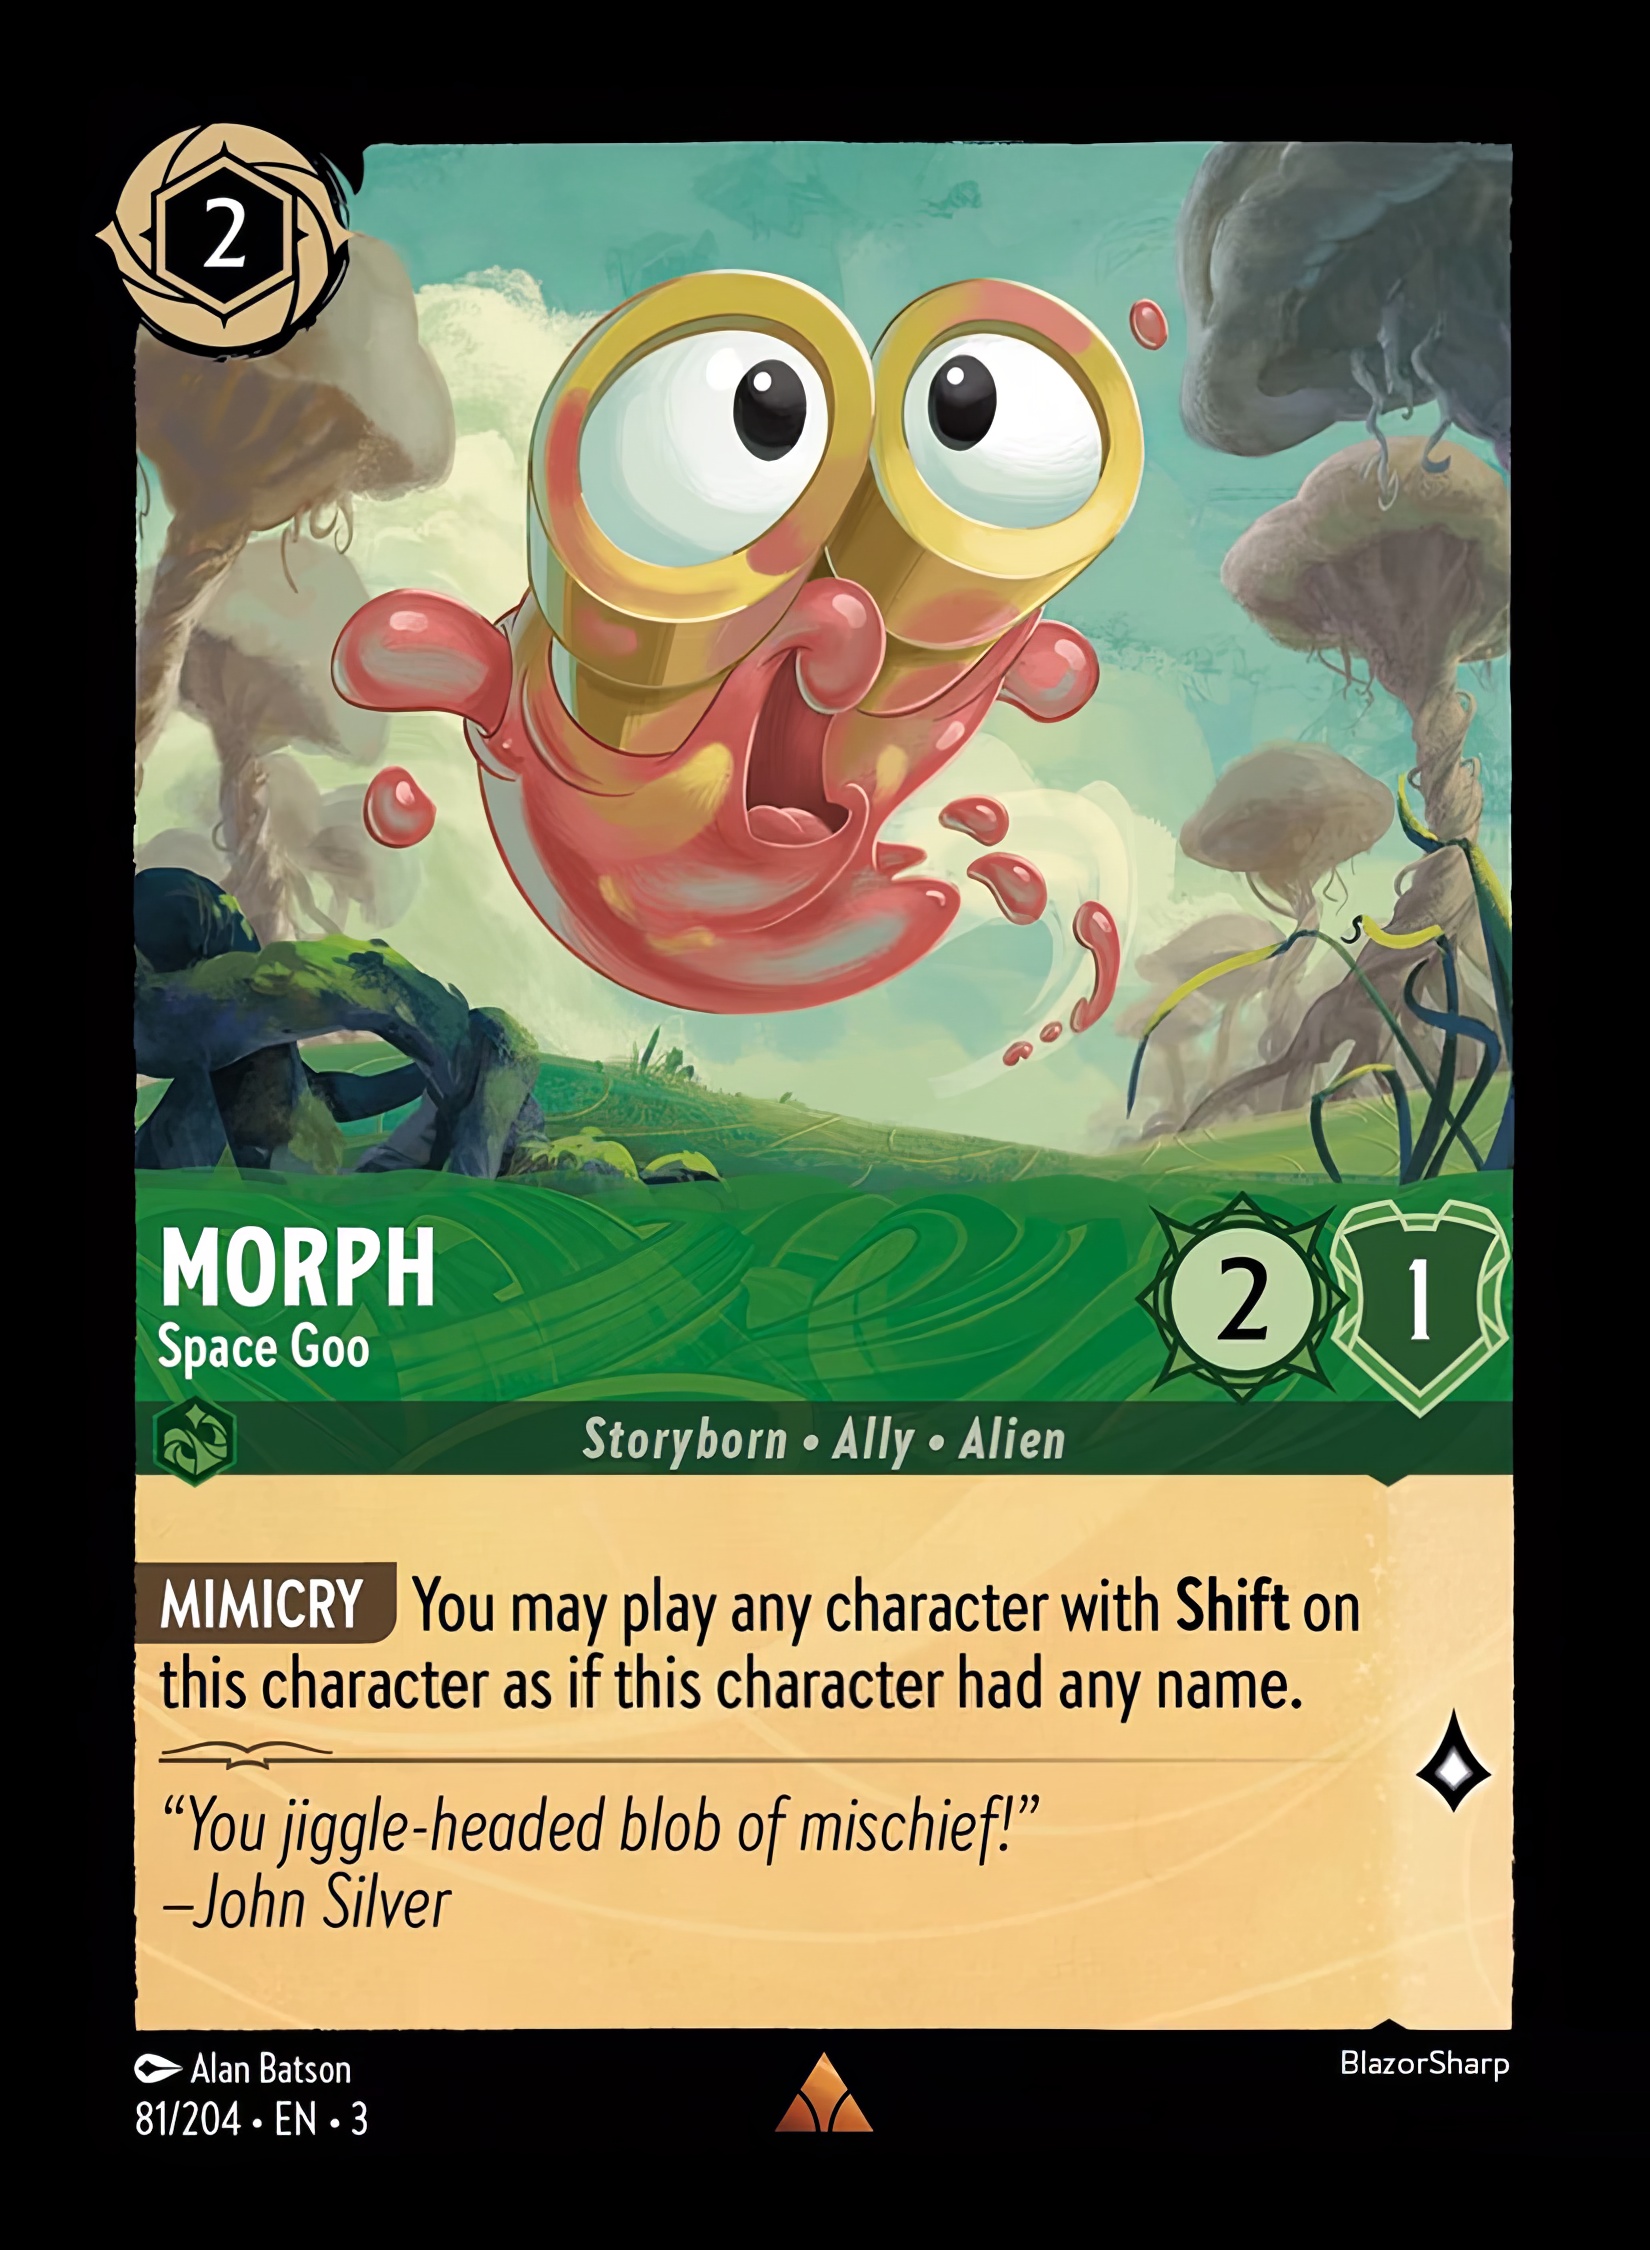 2
MORPH
Space Goo
2 1
Storyborn • Ally • Alien
MIMICRY You may play any character with Shift on
this character as if this character had any name.
“You jiggle-headed blob of mischief!”
–John Silver
Alan Batson
BlazorSharp
81/204 • EN • 3